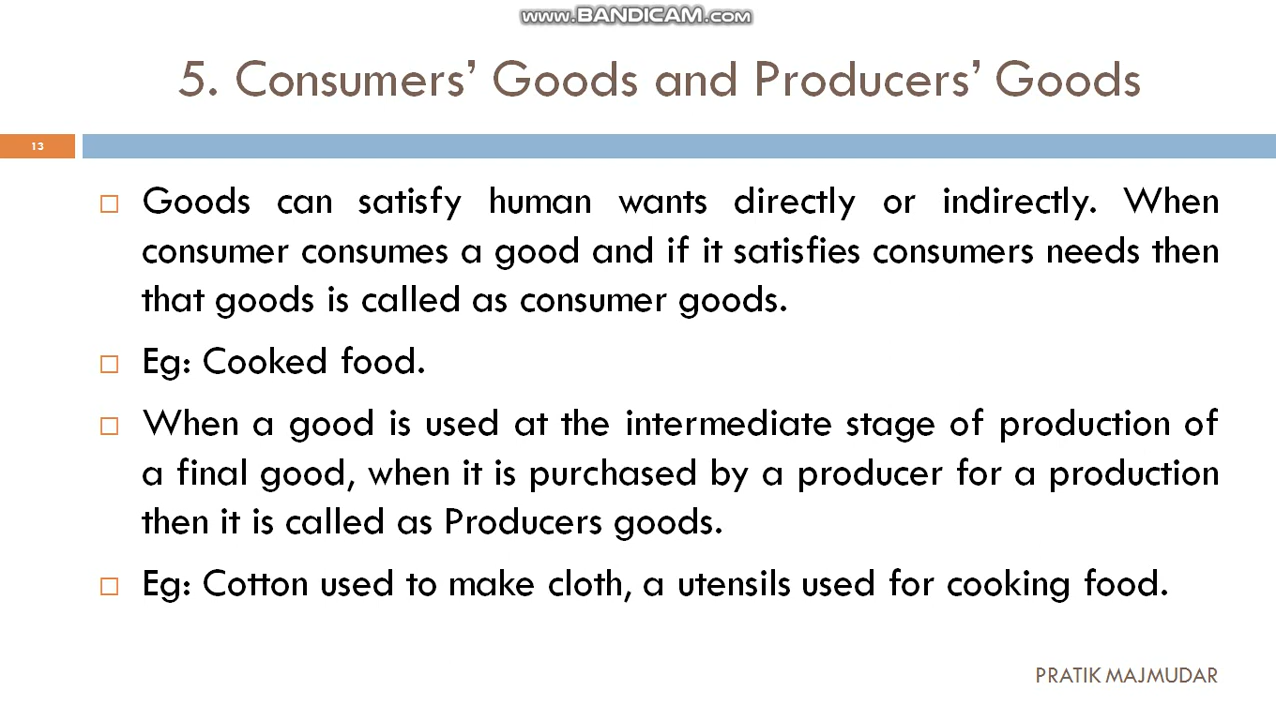 www.BANDICAM.com
5. Consumers’ Goods and Producers’ Goods
13
Goods can satisfy human wants directly or indirectly. When
consumer consumes a good and if it satisfies consumers needs then
that goods is called as consumer goods.
Eg: Cooked food.
When a good is used at the intermediate stage of production of
a final good, when it is purchased by a producer for a production
then it is called as Producers goods.
Eg: Cotton used to make cloth, a utensils used for cooking food.
PRATIK MAJMUDAR